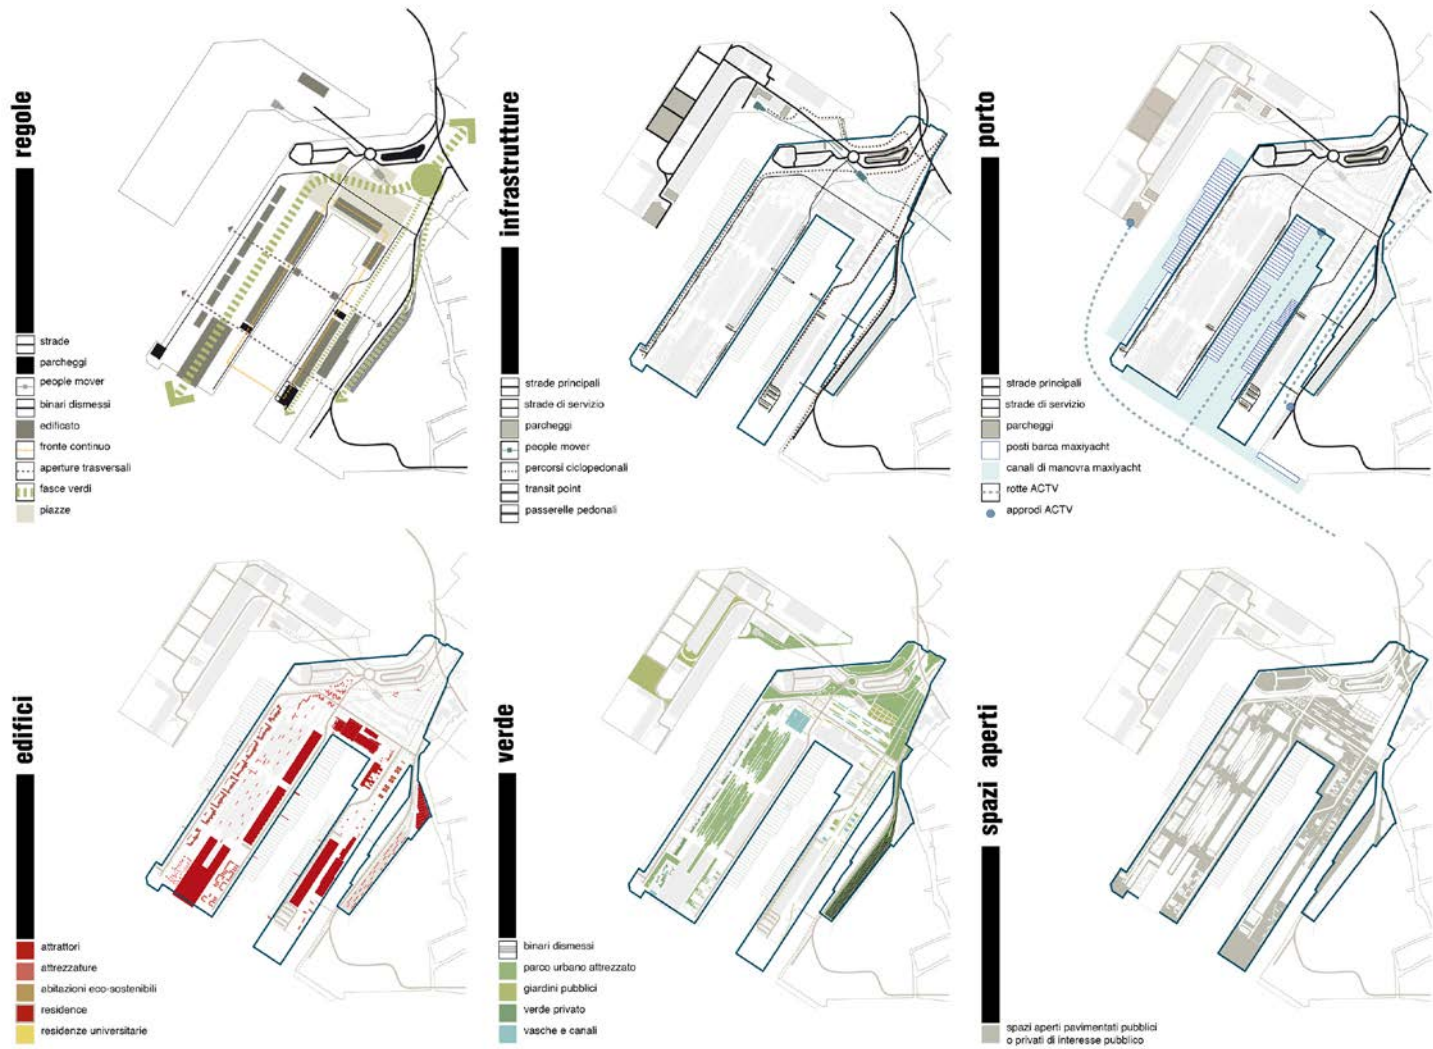 regole
strade
parcheggi
people mover
binari dismessi
edificato
fronte continuo
aperture trasversali
fasce verdi
piazze
infrastrutture
strade principali
strade di servizio
parcheggi
people mover
percorsi ciclopedonali
transit point
passerelle pedonali
porto
strade principali
strade di servizio
parcheggi
posti barca maxiyacht
canali di manovra maxiyacht
rotte ACTV
approdi ACTV
edifici
attrattori
attrezzature
abitazioni eco-sostenibili
residence
residenze universitarie
verde
binari dismessi
parco urbano attrezzato
giardini pubblici
verde privato
vasche e canali
spazi aperti
spazi aperti pavimentati pubblici
o privati di interesse pubblico